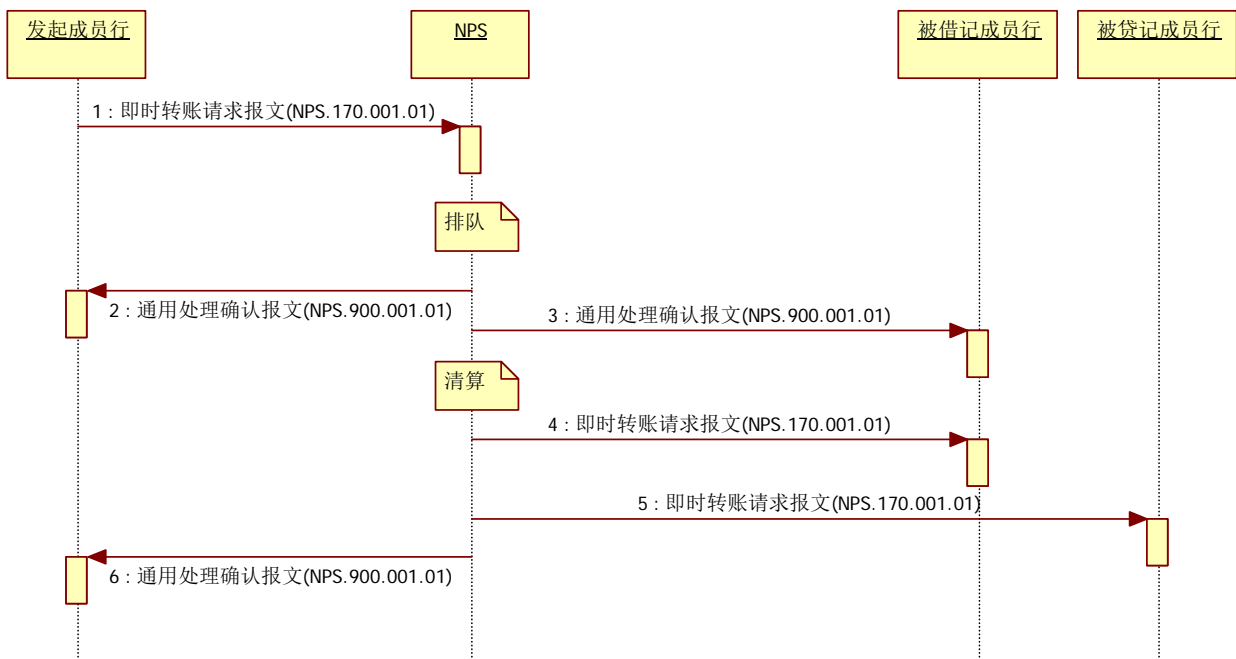 发起成员行
NPS
被借记成员行
被贷记成员行
1 : 即时转账请求报文(NPS.170.001.01)
排队
2 : 通用处理确认报文(NPS.900.001.01)
3 : 通用处理确认报文(NPS.900.001.01)
清算
4 : 即时转账请求报文(NPS.170.001.01)
5 : 即时转账请求报文(NPS.170.001.01)
6 : 通用处理确认报文(NPS.900.001.01)